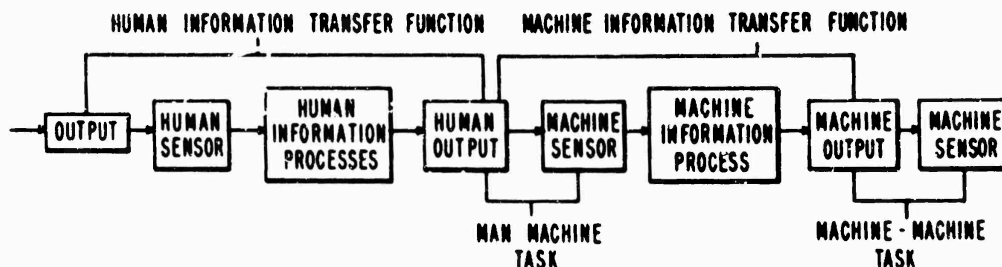 HUMAN INFORMATION TRANSFER FUNCTION
MACHINE INFORMATION TRANSFER FUNCTION
OUTPUT
HUMAN
SENSOR
HUMAN
INFORMATION
PROCESSES
HUMAN
OUTPUT
MACHINE
SENSOR
MACHINE
INFORMATION
PROCESS
MACHINE
OUTPUT
MACHINE
SENSOR
MAN MACHINE
TASK
MACHINE - MACHINE
TASK